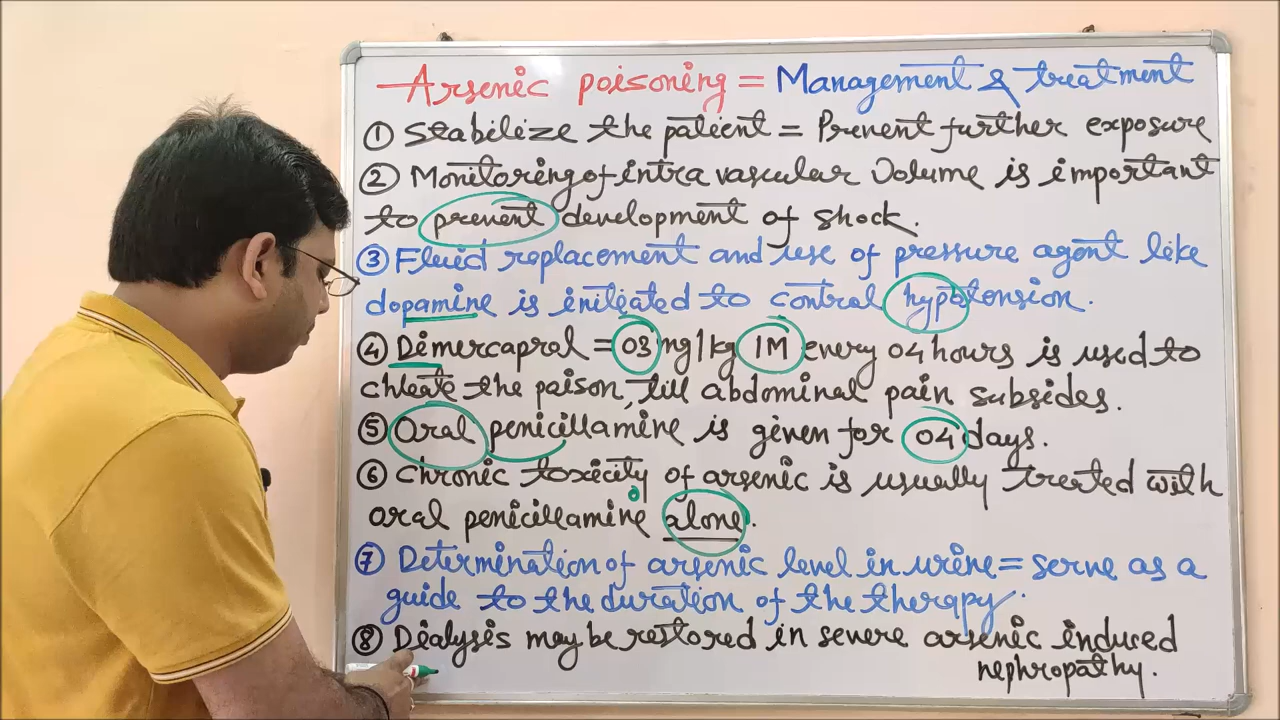 Arsenic poisoning = Management & treatment
① Stabilize the patient = Prevent further exposure
② Monitoring of intra vascular Volume is important
to prevent development of shock.
③ Fluid replacement and use of pressure agent like
dopamine is initiated to control hypotension.
④ Dimercapral = 03 mg/kg IM every 04 hours is used to
chleate the poison, till abdominal pain subsides.
⑤ Oral penicillamine is given for 04 days.
⑥ Chronic toxicity of arsenic is usually treated with
oral penicillamine alone.
⑦ Determination of arsenic level in urine = serve as a
guide to the duration of the therapy.
⑧ Dialysis may be restored in severe arsenic induced
nephropathy.